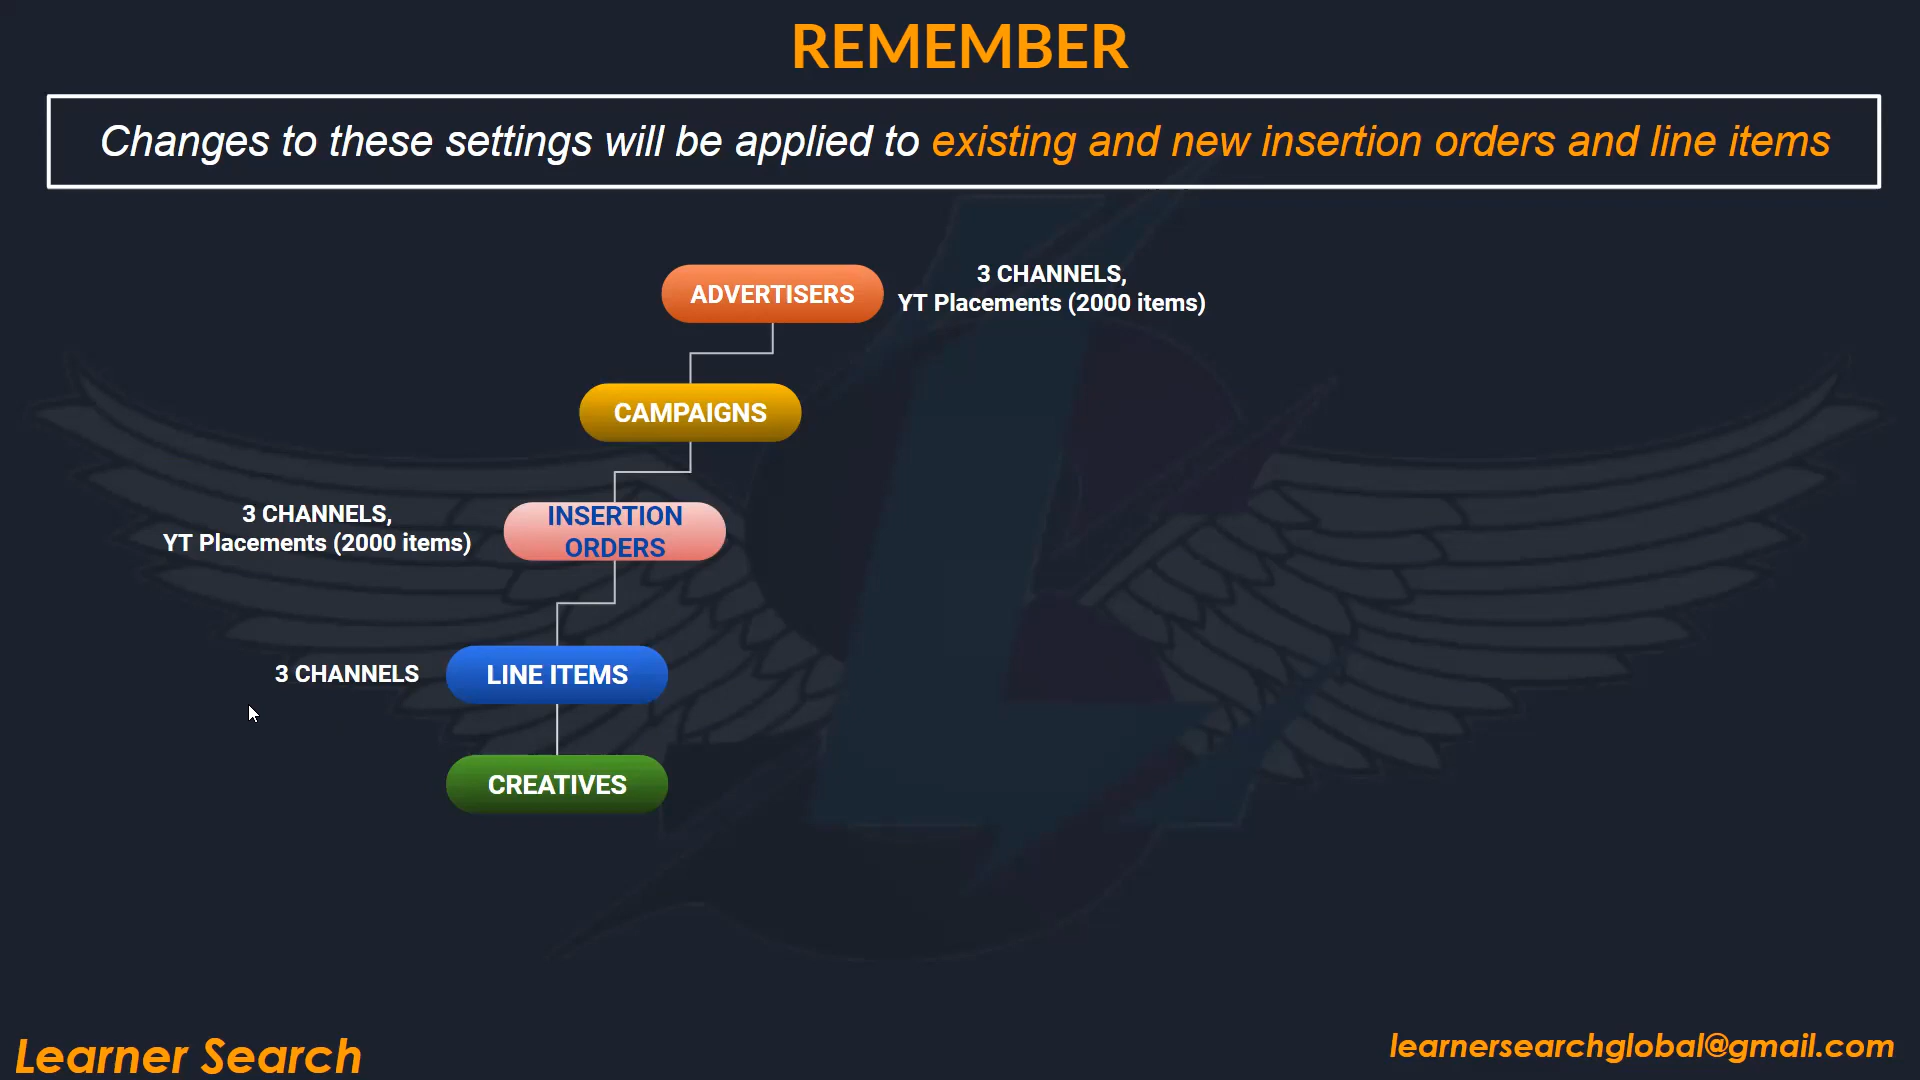 REMEMBER
Changes to these settings will be applied to existing and new insertion orders and line items
ADVERTISERS
3 CHANNELS,
YT Placements (2000 items)
CAMPAIGNS
3 CHANNELS,
YT Placements (2000 items)
INSERTION
ORDERS
3 CHANNELS
LINE ITEMS
CREATIVES
Learner Search
learnersearchglobal@gmail.com